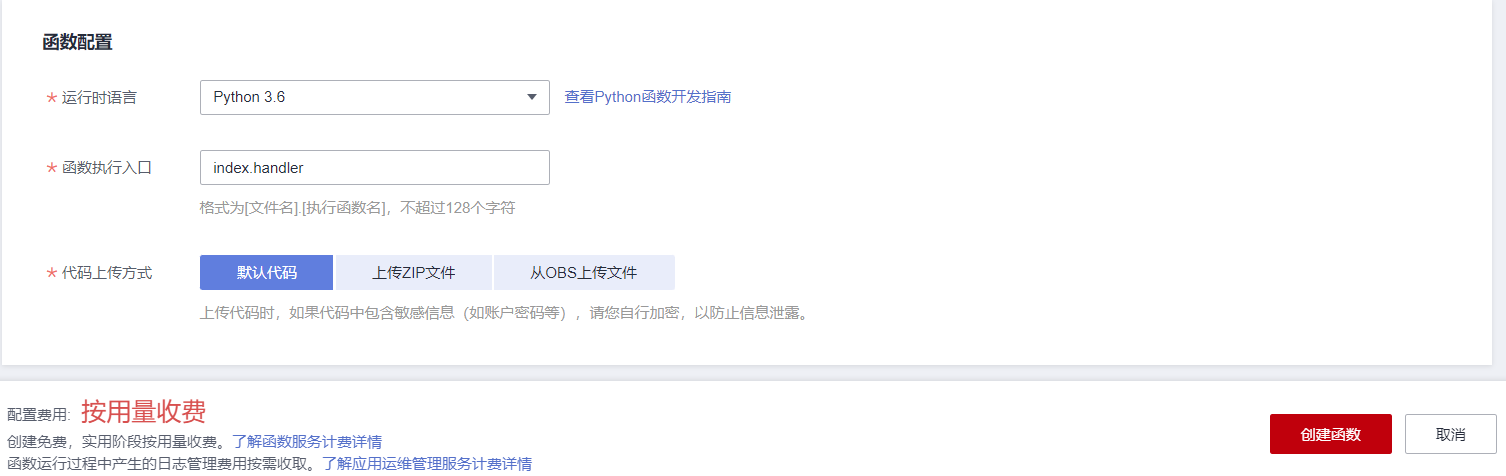 函数配置
* 运行时语言 Python 3.6 查看Python函数开发指南
* 函数执行入口 index.handler
格式为[文件名].[执行函数名]，不超过128个字符
* 代码上传方式 默认代码 上传ZIP文件 从OBS上传文件
上传代码时，如果代码中包含敏感信息（如账户密码等），请您自行加密，以防止信息泄露。
配置费用: 按用量收费
创建免费，实用阶段按用量收费。了解函数服务计费详情
函数运行过程中产生的日志管理费用按需收取。了解应用运维管理服务计费详情
创建函数 取消